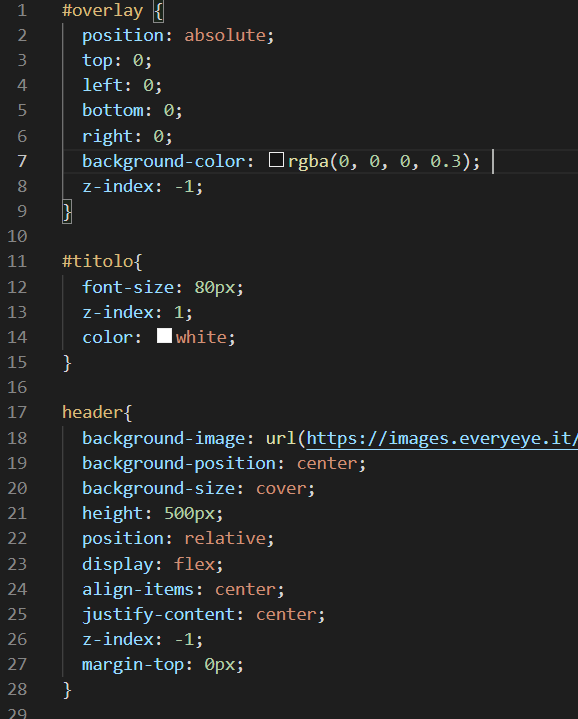 1 #overlay {
2 position: absolute;
3 top: 0;
4 left: 0;
5 bottom: 0;
6 right: 0;
7 background-color: rgba(0, 0, 0, 0.3);
8 z-index: -1;
9 }
10
11 #titolo{
12 font-size: 80px;
13 z-index: 1;
14 color: white;
15 }
16
17 header{
18 background-image: url(https://images.everyeye.it/
19 background-position: center;
20 background-size: cover;
21 height: 500px;
22 position: relative;
23 display: flex;
24 align-items: center;
25 justify-content: center;
26 z-index: -1;
27 margin-top: 0px;
28 }
29